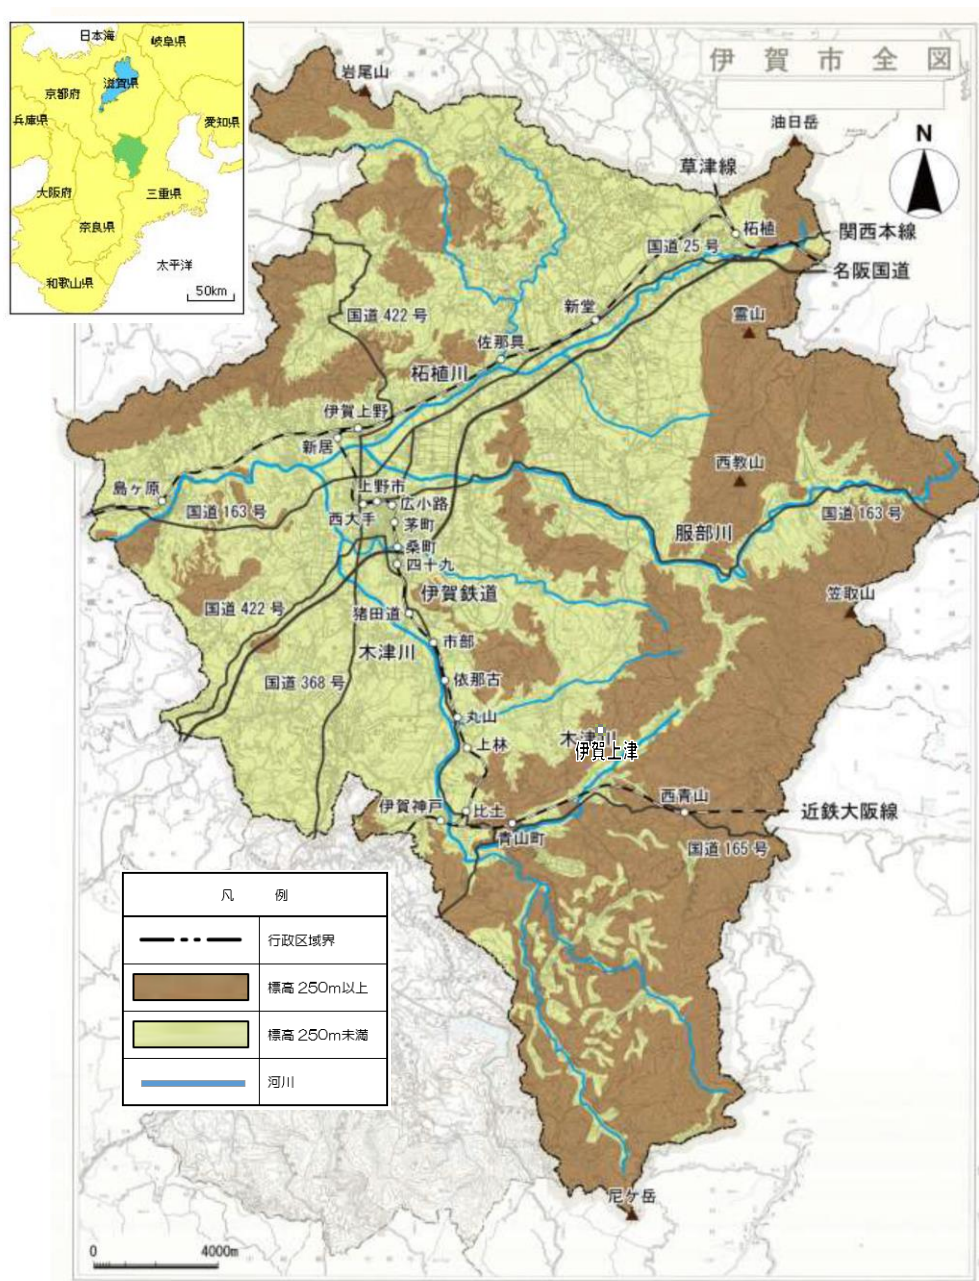 日本海
岐阜県
滋賀県
京都府
兵庫県
愛知県
大阪府
三重県
奈良県
和歌山県
太平洋
50km
伊賀市全図
N
岩尾山
油日岳
草津線
柘植
関西本線
国道25号
名阪国道
新堂
霊山
国道422号
佐那具
柘植川
伊賀上野
新居
島ヶ原
上野市
広小路
西大手
茅町
国道163号
西教山
服部川
国道163号
桑町
四十九
伊賀鉄道
国道422号
猪田道
笠取山
木津川
市部
国道368号
依那古
丸山
上林
木津川
伊賀上津
伊賀神戸
比土
西青山
近鉄大阪線
青山町
国道165号
凡 例
行政区域界
標高250m以上
標高250m未満
河川
尼ケ岳
0 4000m